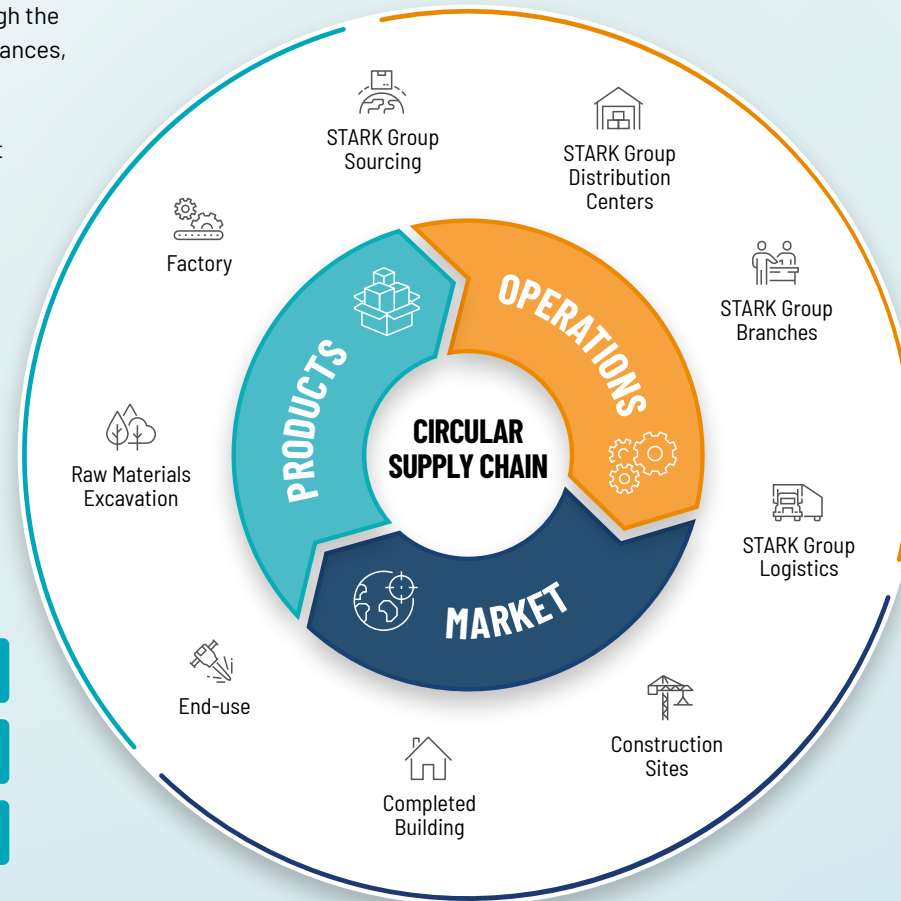 gh the
ances,
t
STARK Group
Sourcing
STARK Group
Distribution
Centers
STARK Group
Branches
STARK Group
Logistics
Construction
Sites
Completed
Building
End-use
Raw Materials
Excavation
Factory
PRODUCTS
OPERATIONS
MARKET
CIRCULAR
SUPPLY CHAIN